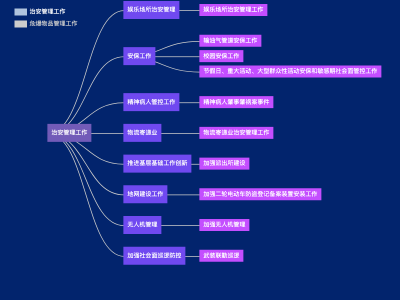 治安管理工作
危爆物品管理工作
娱乐场所治安管理
娱乐场所治安管理工作
输油气管道安保工作
安保工作
校园安保工作
节假日、重大活动、大型群众性活动安保和敏感期社会面管控工作
精神病人管控工作
精神病人肇事肇祸案事件
治安管理工作
物流寄递业
物流寄递业治安管理工作
推进基层基础工作创新
加强派出所建设
地网建设工作
加强二轮电动车防盗登记备案装置安装工作
无人机管理
加强无人机管理
加强社会面巡逻防控
武装联勤巡逻